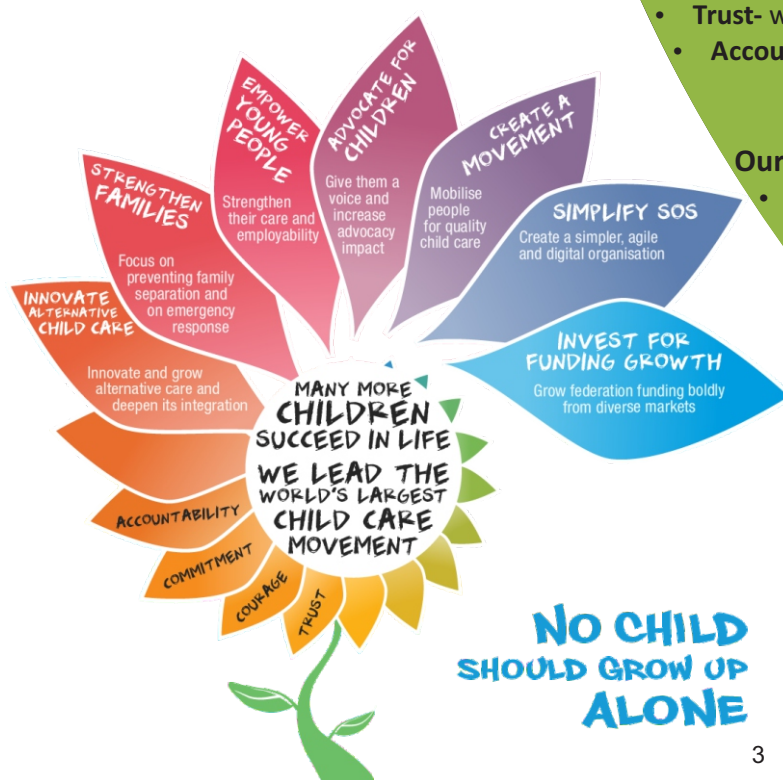 • Trust- w
• Accou
Our
•
EMPOWER
YOUNG
PEOPLE
Strengthen
their care and
employability
ADVOCATE FOR
CHILDREN
Give them a
voice and
increase
advocacy
impact
CREATE A
MOVEMENT
Mobilise
people
for quality
child care
STRENGTHEN
FAMILIES
Focus on
preventing family
separation and
on emergency
response
SIMPLIFY SOS
Create a simpler, agile
and digital organisation
INNOVATE
ALTERNATIVE
CHILD CARE
Innovate and grow
alternative care and
deepen its integration
INVEST FOR
FUNDING GROWTH
Grow federation funding boldly
from diverse markets
MANY MORE
CHILDREN
SUCCEED IN LIFE
WE LEAD THE
WORLD'S LARGEST
CHILD CARE
MOVEMENT
ACCOUNTABILITY
COMMITMENT
COURAGE
TRUST
NO CHILD
SHOULD GROW UP
ALONE
3